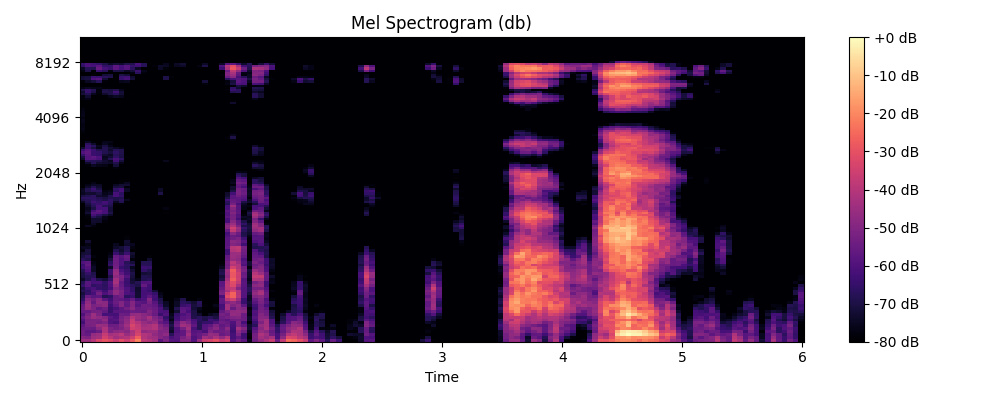 Mel Spectrogram (db)
Hz
8192
4096
2048
1024
512
0
0 1 2 3 4 5 6
Time
+0 dB
-10 dB
-20 dB
-30 dB
-40 dB
-50 dB
-60 dB
-70 dB
-80 dB